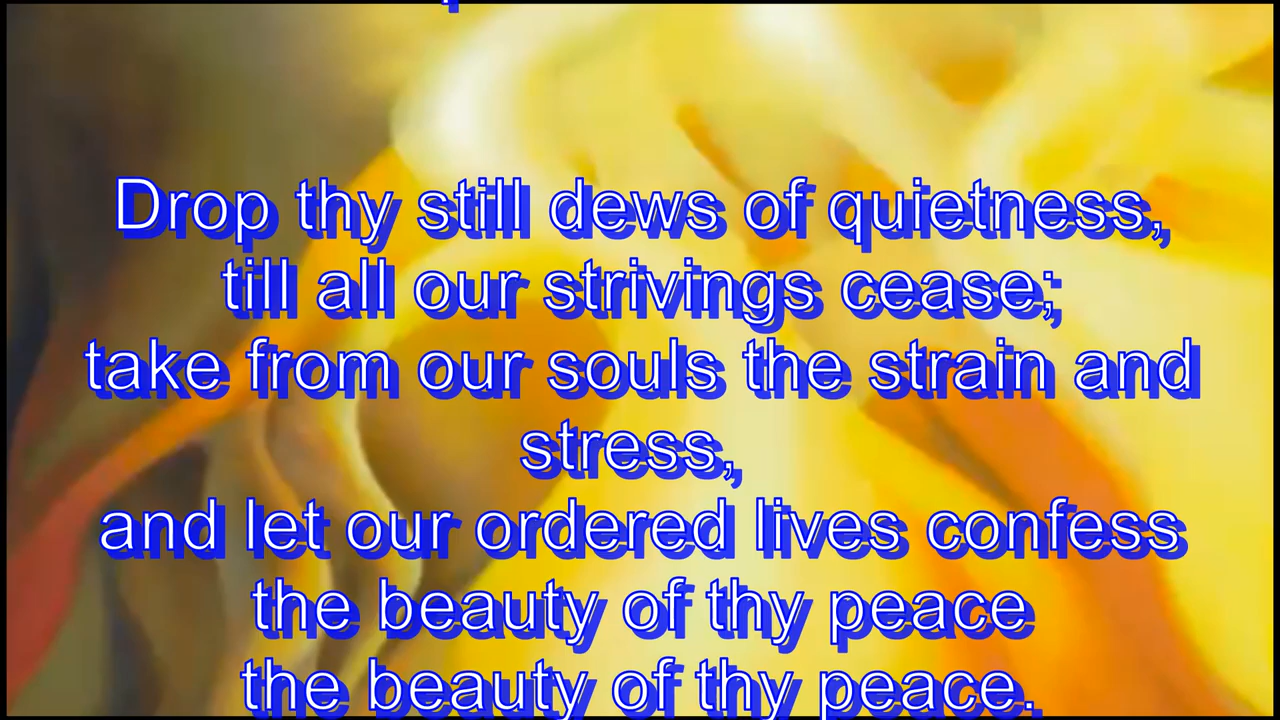 Drop thy still dews of quietness,
till all our strivings cease;
take from our souls the strain and
stress,
and let our ordered lives confess
the beauty of thy peace
the beauty of thy peace.